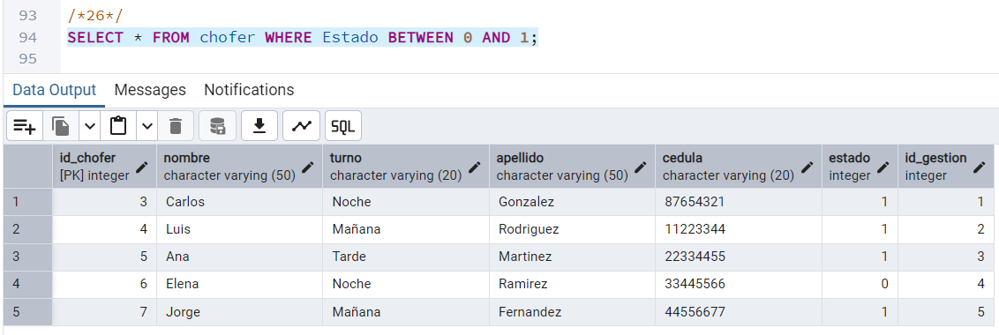 93 /*26*/
94 SELECT * FROM chofer WHERE Estado BETWEEN 0 AND 1;
95
Data Output Messages Notifications
SQL
id_chofer nombre turno apellido cedula estado id_gestion
[PK] integer character varying (50) character varying (20) character varying (50) character varying (20) integer integer
1 3 Carlos Noche Gonzalez 87654321 1 1
2 4 Luis Mañana Rodriguez 11223344 1 2
3 5 Ana Tarde Martinez 22334455 1 3
4 6 Elena Noche Ramirez 33445566 0 4
5 7 Jorge Mañana Fernandez 44556677 1 5